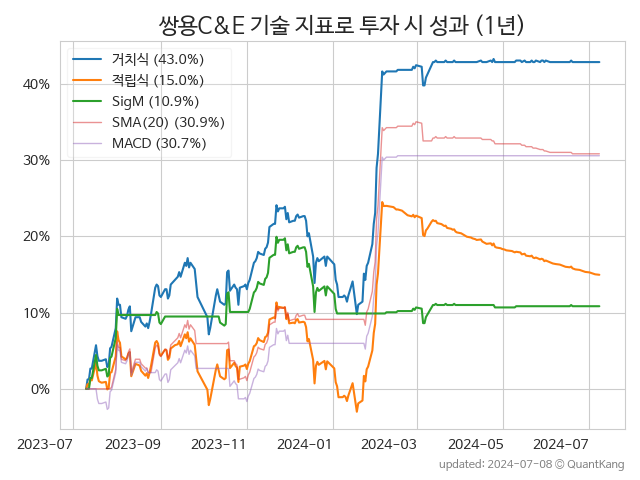 쌍용C&E 기술 지표로 투자 시 성과 (1년)
거치식 (43.0%)
적립식 (15.0%)
SigM (10.9%)
SMA(20) (30.9%)
MACD (30.7%)
40%
30%
20%
10%
0%
2023-07 2023-09 2023-11 2024-01 2024-03 2024-05 2024-07
updated: 2024-07-08 ⓒ QuantKang